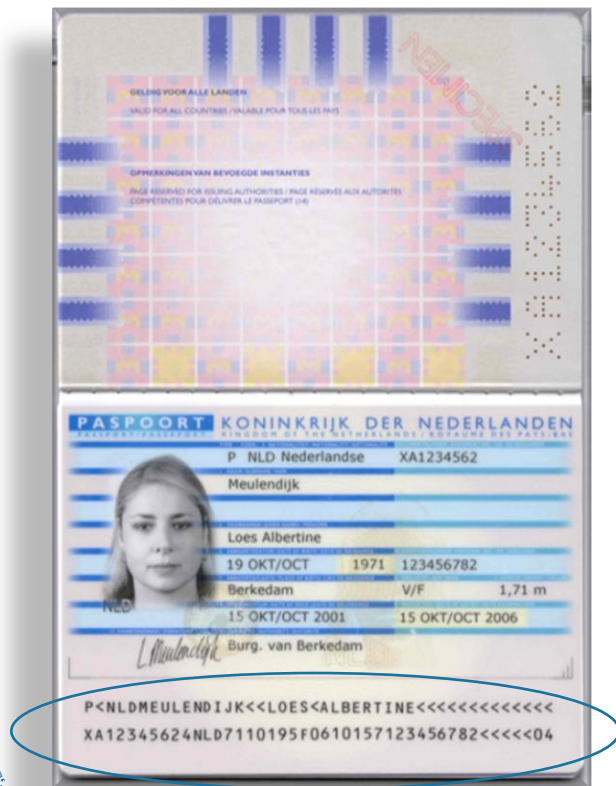 SPECIMEN
GELDIG VOOR ALLE LANDEN
VALID FOR ALL COUNTRIES / VALABLE POUR TOUS LES PAYS
OPMERKINGEN VAN BEVOEGDE INSTANTIES
PAGE RESERVED FOR ISSUING AUTHORITIES / PAGE RÉSERVÉE AUX AUTORITÉS
COMPÉTENTES POUR DÉLIVRER LE PASSEPORT (14)
XA1234562
PASPOORT KONINKRIJK DER NEDERLANDEN
PASSPORT-PASSEPORT KINGDOM OF THE NETHERLANDS / ROYAUME DES PAYS-BAS
P NLD Nederlandse XA1234562
Meulendijk
Loes Albertine
19 OKT/OCT 1971 123456782
Berkedam V/F 1,71 m
NLD
15 OKT/OCT 2001 15 OKT/OCT 2006
L Meulendijk Burg. van Berkedam
P<NLDMEULENDIJK<<LOES<ALBERTINE<<<<<<<<<<<<<
XA12345624NLD7110195F0610157123456782<<<<<04